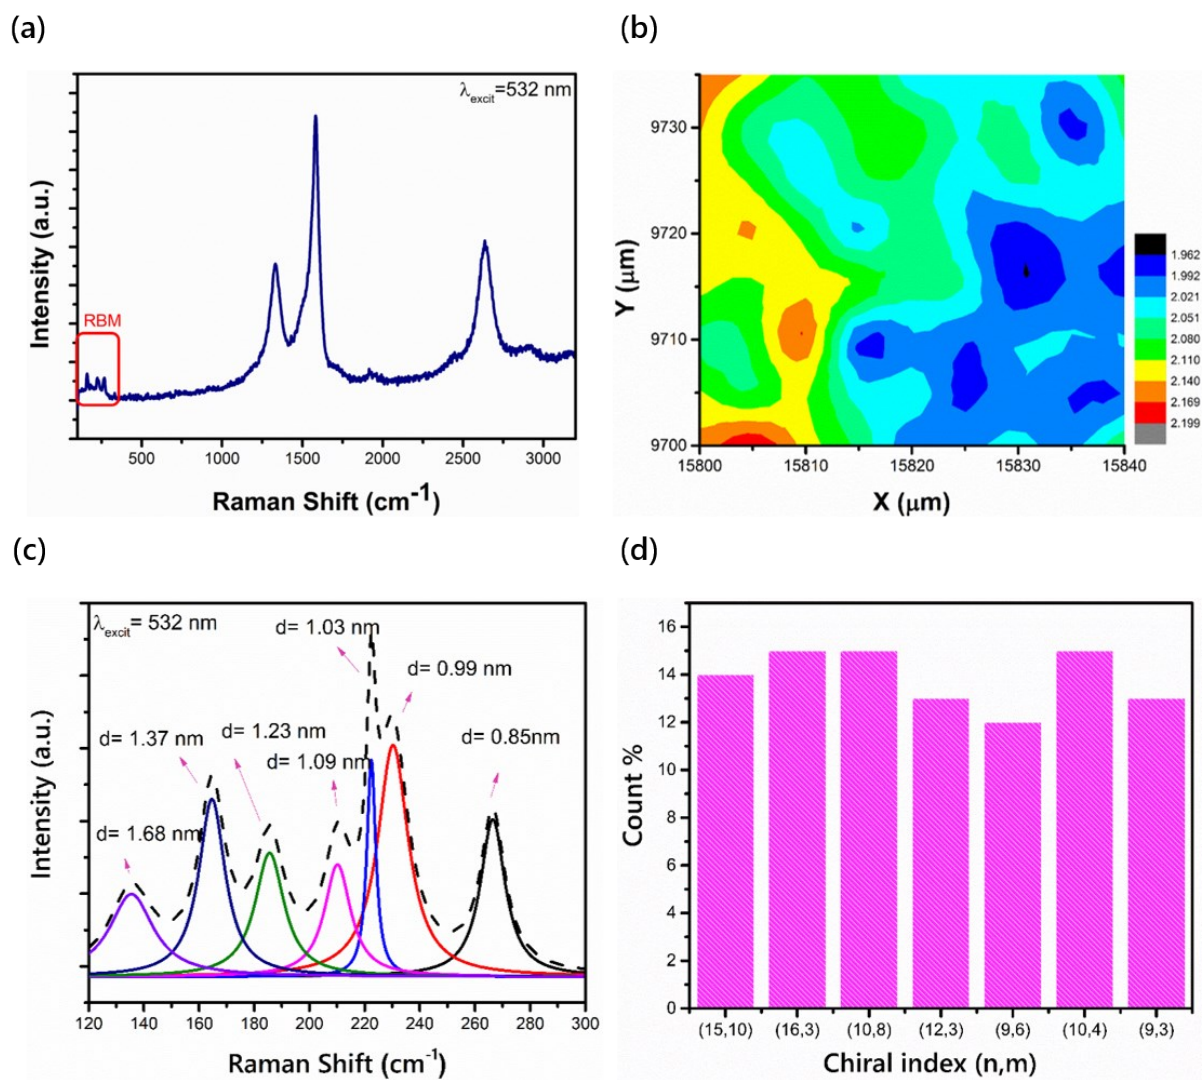 (a)
λexcit=532 nm
Intensity (a.u.)
RBM
500 1000 1500 2000 2500 3000
Raman Shift (cm-1)
(b)
9730
9720
9710
9700
Y (μm)
15800 15810 15820 15830 15840
X (μm)
1.962
1.992
2.021
2.051
2.080
2.110
2.140
2.169
2.199
(c)
λexcit= 532 nm
d= 1.03 nm
d= 0.99 nm
d= 1.23 nm
d= 1.37 nm
d= 0.85nm
d= 1.09 nm
d= 1.68 nm
Intensity (a.u.)
120 140 160 180 200 220 240 260 280 300
Raman Shift (cm-1)
(d)
16
14
12
10
8
6
4
2
0
Count %
(15,10) (16,3) (10,8) (12,3) (9,6) (10,4) (9,3)
Chiral index (n,m)